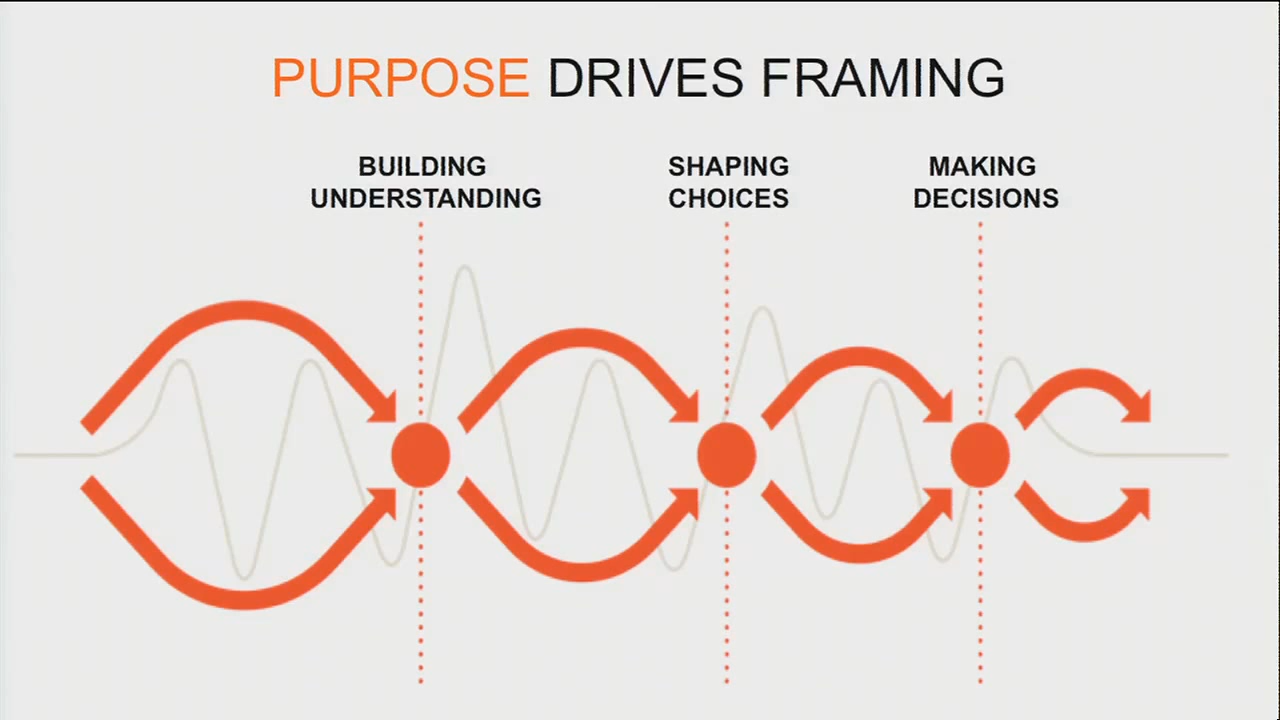 PURPOSE DRIVES FRAMING
BUILDING
UNDERSTANDING
SHAPING
CHOICES
MAKING
DECISIONS